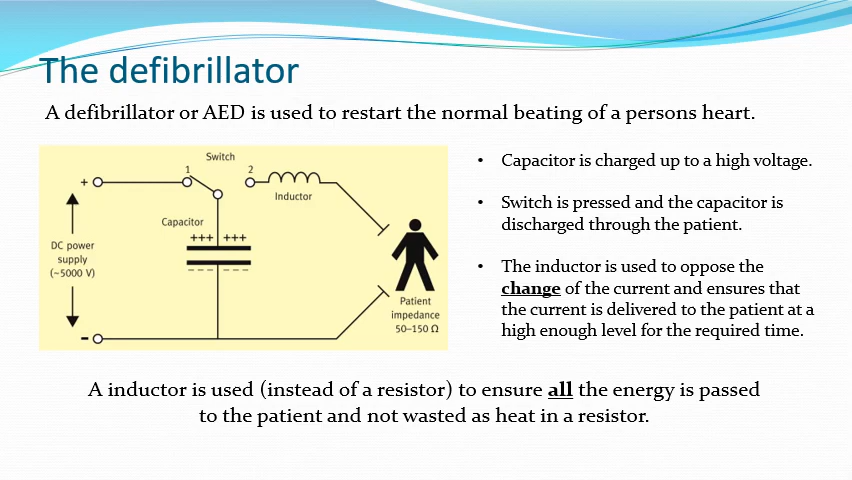 The defibrillator
A defibrillator or AED is used to restart the normal beating of a persons heart.
Switch
1
2
+
Inductor
Capacitor
+++ +++
DC power
supply
(~5000 V)
– – – – – – – –
Patient
impedance
50–150 Ω
-
• Capacitor is charged up to a high voltage.
• Switch is pressed and the capacitor is
discharged through the patient.
• The inductor is used to oppose the
change of the current and ensures that
the current is delivered to the patient at a
high enough level for the required time.
A inductor is used (instead of a resistor) to ensure all the energy is passed
to the patient and not wasted as heat in a resistor.